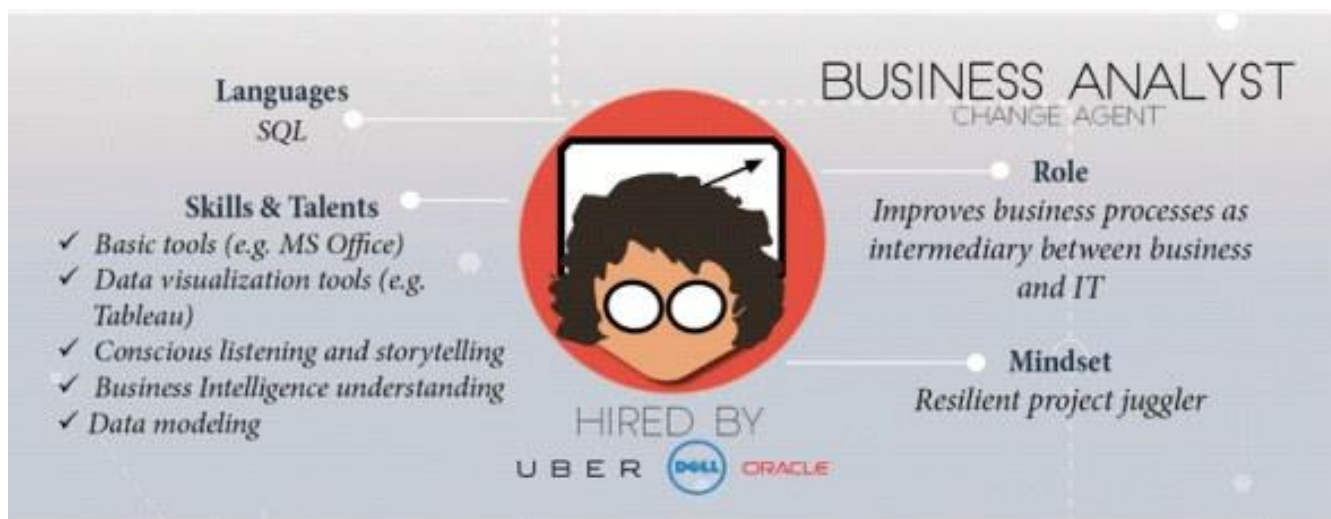 BUSINESS ANALYST
CHANGE AGENT
Languages
SQL
Skills & Talents
✓ Basic tools (e.g. MS Office)
✓ Data visualization tools (e.g.
Tableau)
✓ Conscious listening and storytelling
✓ Business Intelligence understanding
✓ Data modeling
Role
Improves business processes as
intermediary between business
and IT
Mindset
Resilient project juggler
HIRED BY
UBER DELL ORACLE